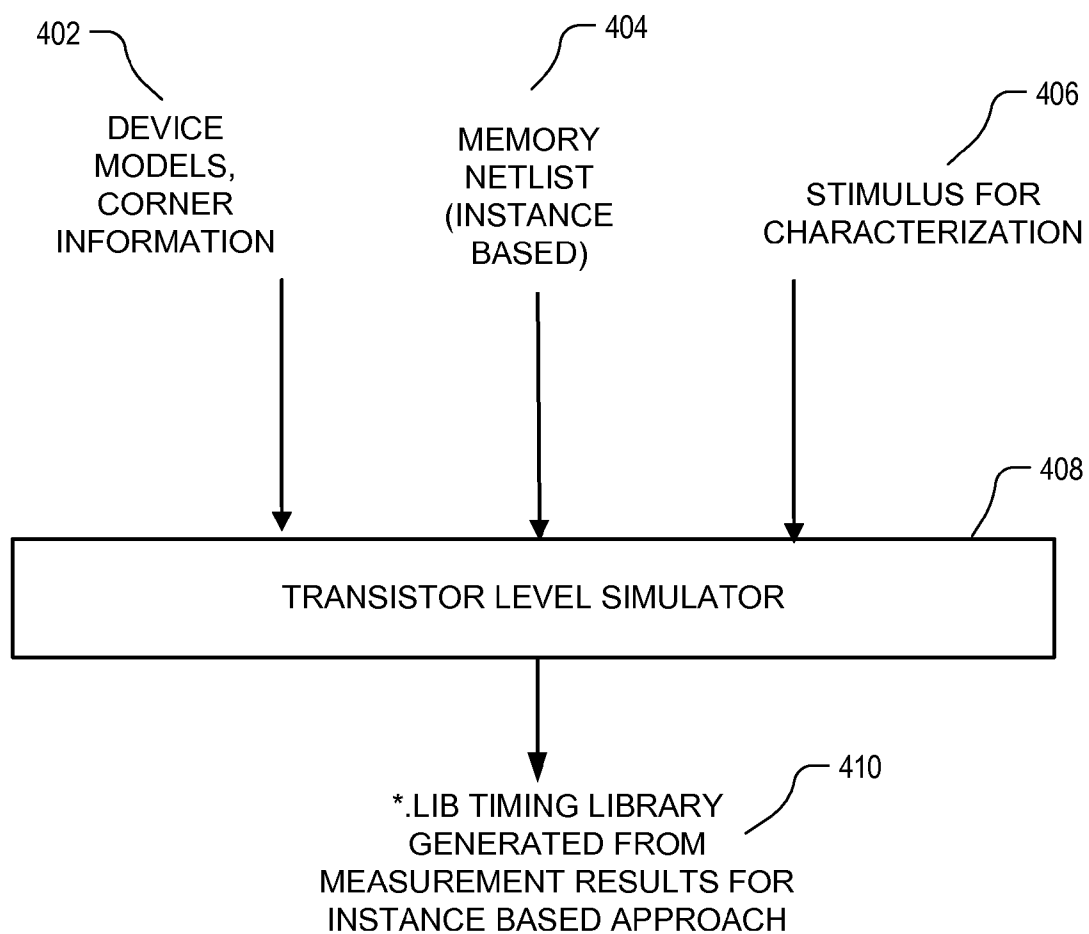 402
DEVICE
MODELS,
CORNER
INFORMATION
404
MEMORY
NETLIST
(INSTANCE
BASED)
406
STIMULUS FOR
CHARACTERIZATION
408
TRANSISTOR LEVEL SIMULATOR
410
*.LIB TIMING LIBRARY
GENERATED FROM
MEASUREMENT RESULTS FOR
INSTANCE BASED APPROACH